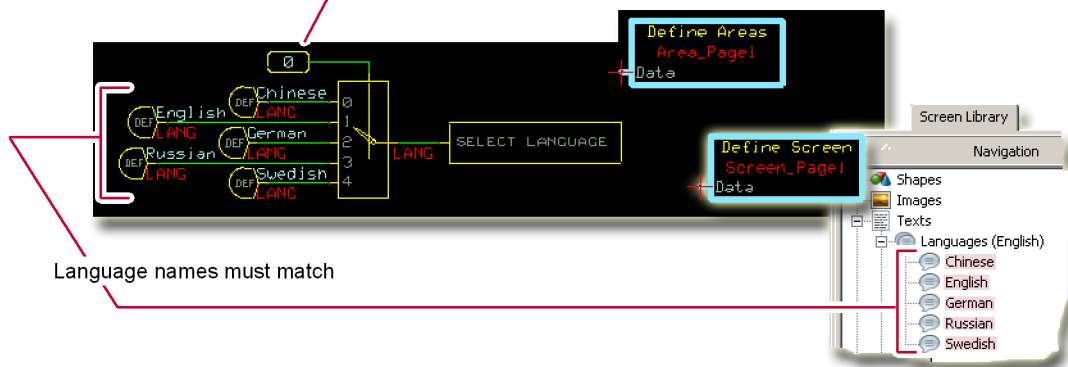 0
DEF Chinese
LANG
0
DEF English
LANG
1
DEF German
LANG
2
DEF Russian
LANG
3
DEF Swedish
LANG
4
LANG
SELECT LANGUAGE
Define Areas
Area_Page1
Data
Define Screen
Screen_Page1
Data
Language names must match
Screen Library
Navigation
Shapes
Images
Texts
Languages (English)
Chinese
English
German
Russian
Swedish